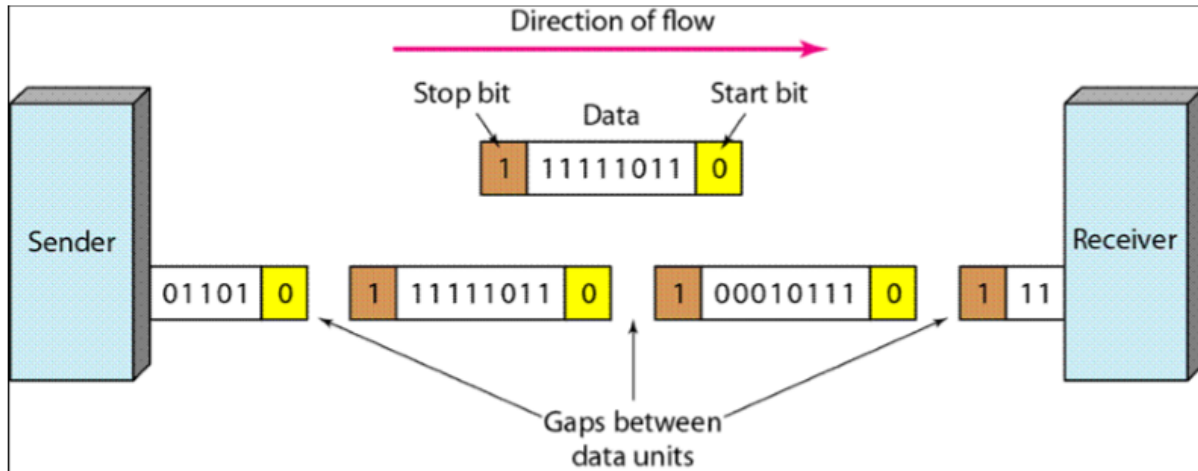 Direction of flow
Stop bit
Start bit
Data
1 11111011 0
Sender
Receiver
01101 0
1 11111011 0
1 00010111 0
1 11
Gaps between
data units